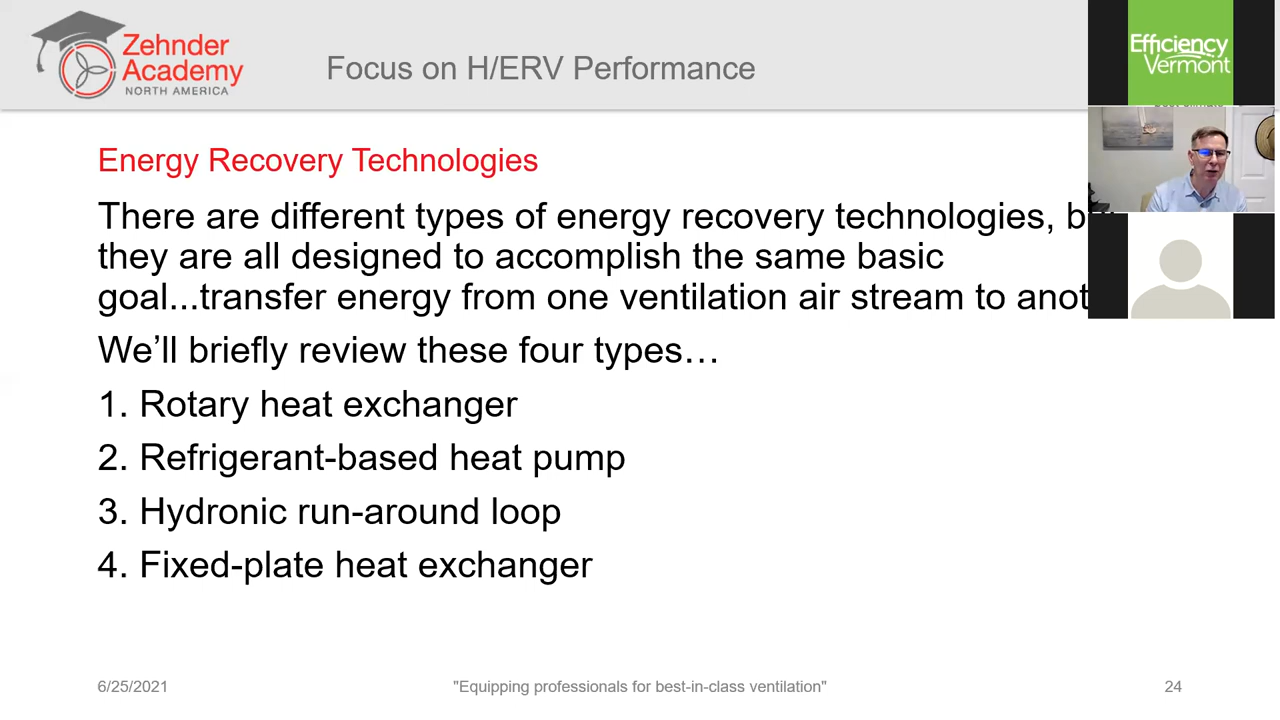 Zehnder
Academy
NORTH AMERICA
Focus on H/ERV Performance
Efficiency
Vermont
Energy Recovery Technologies
There are different types of energy recovery technologies,
they are all designed to accomplish the same basic
goal...transfer energy from one ventilation air stream to
We’ll briefly review these four types…
1. Rotary heat exchanger
2. Refrigerant-based heat pump
3. Hydronic run-around loop
4. Fixed-plate heat exchanger
6/25/2021
"Equipping professionals for best-in-class ventilation"
24